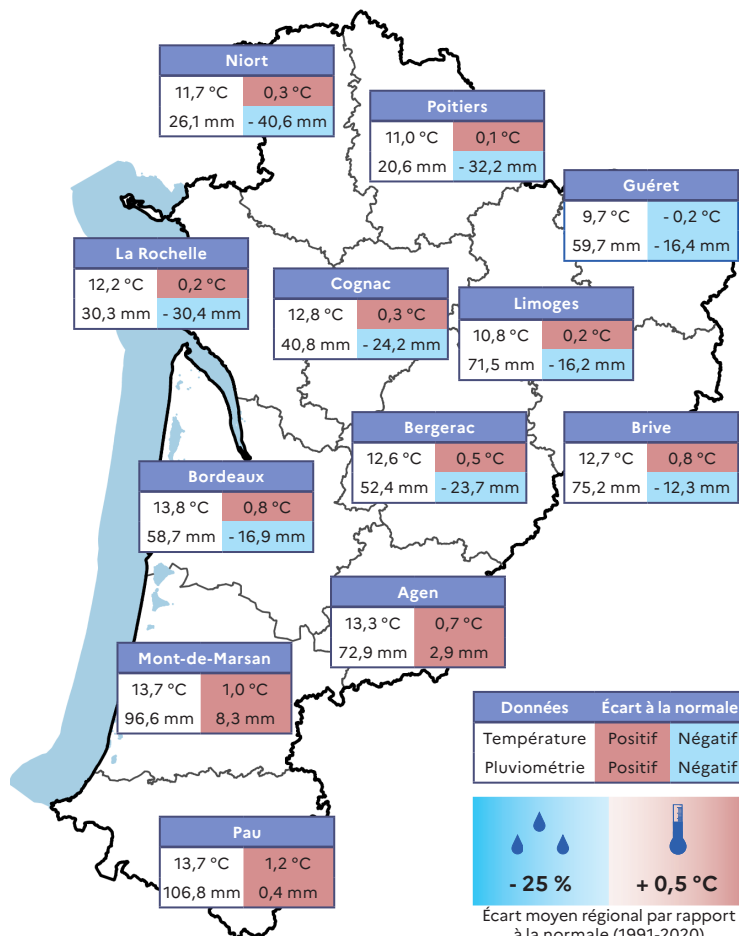 Niort
11,7 °C 0,3 °C
26,1 mm - 40,6 mm
Poitiers
11,0 °C 0,1 °C
20,6 mm - 32,2 mm
Guéret
9,7 °C - 0,2 °C
59,7 mm - 16,4 mm
La Rochelle
12,2 °C 0,2 °C
30,3 mm - 30,4 mm
Cognac
12,8 °C 0,3 °C
40,8 mm - 24,2 mm
Limoges
10,8 °C 0,2 °C
71,5 mm - 16,2 mm
Bergerac
12,6 °C 0,5 °C
52,4 mm - 23,7 mm
Brive
12,7 °C 0,8 °C
75,2 mm - 12,3 mm
Bordeaux
13,8 °C 0,8 °C
58,7 mm - 16,9 mm
Agen
13,3 °C 0,7 °C
72,9 mm 2,9 mm
Mont-de-Marsan
13,7 °C 1,0 °C
96,6 mm 8,3 mm
Pau
13,7 °C 1,2 °C
106,8 mm 0,4 mm
Données Écart à la normale
Température Positif Négatif
Pluviométrie Positif Négatif
- 25 % + 0,5 °C
Écart moyen régional par rapport
à la normale (1991-2020)